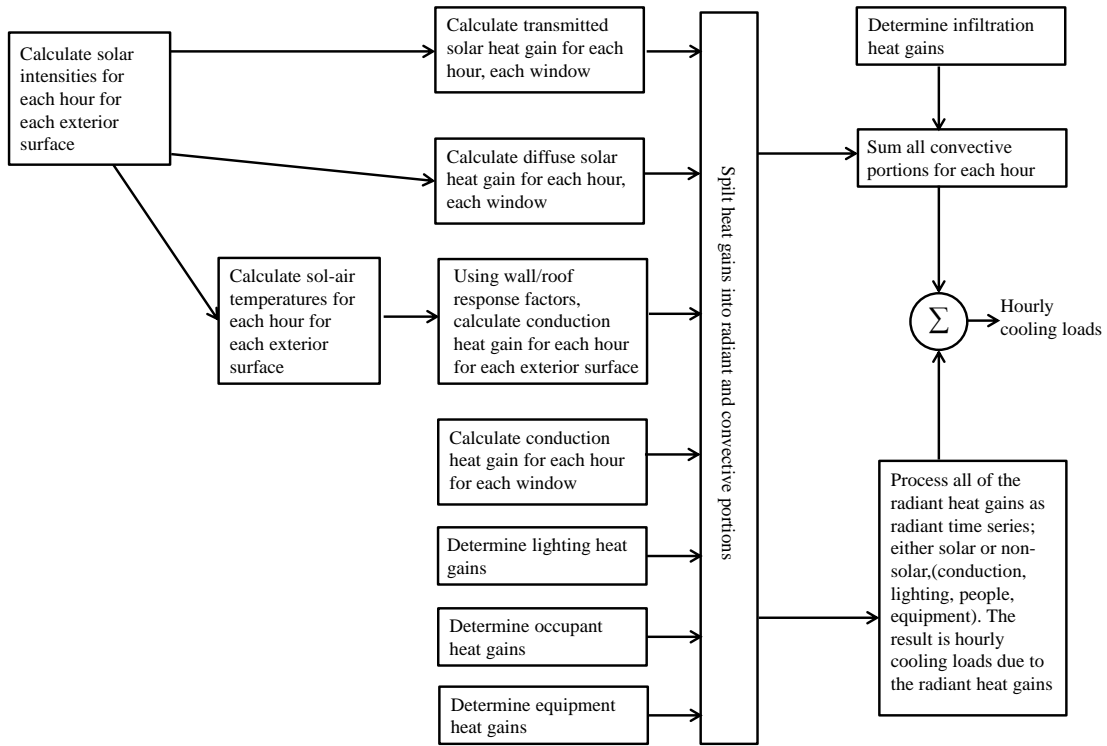 Calculate solar
intensities for
each hour for
each exterior
surface
Calculate transmitted
solar heat gain for each
hour, each window
Calculate diffuse solar
heat gain for each hour,
each window
Calculate sol-air
temperatures for
each hour for
each exterior
surface
Using wall/roof
response factors,
calculate conduction
heat gain for each hour
for each exterior surface
Calculate conduction
heat gain for each hour
for each window
Determine lighting heat
gains
Determine occupant
heat gains
Determine equipment
heat gains
Spilt heat gains into radiant and convective portions
Determine infiltration
heat gains
Sum all convective
portions for each hour
Σ
Hourly
cooling loads
Process all of the
radiant heat gains as
radiant time series;
either solar or non-
solar,(conduction,
lighting, people,
equipment). The
result is hourly
cooling loads due to
the radiant heat gains